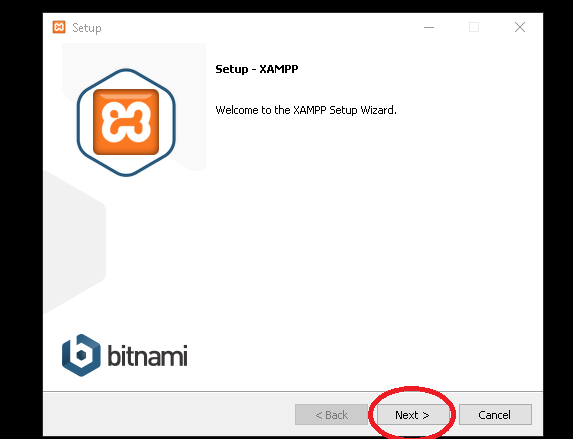 Setup
Setup - XAMPP
Welcome to the XAMPP Setup Wizard.
bitnami
< Back
Next >
Cancel